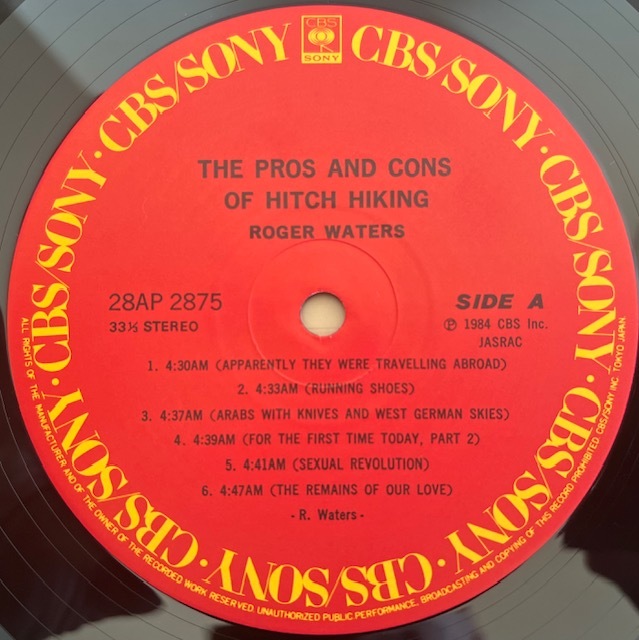 CBS
SONY
CBS/SONY · CBS/SONY · CBS/SONY · CBS/SONY · CBS/SONY · CBS/SONY · CBS/SONY · CBS/SONY
THE PROS AND CONS
OF HITCH HIKING
ROGER WATERS
28AP 2875
33⅓ STEREO
SIDE A
Ⓟ 1984 CBS Inc.
JASRAC
1. 4:30AM (APPARENTLY THEY WERE TRAVELLING ABROAD)
2. 4:33AM (RUNNING SHOES)
3. 4:37AM (ARABS WITH KNIVES AND WEST GERMAN SKIES)
4. 4:39AM (FOR THE FIRST TIME TODAY, PART 2)
5. 4:41AM (SEXUAL REVOLUTION)
6. 4:47AM (THE REMAINS OF OUR LOVE)
- R. Waters -
ALL RIGHTS OF THE MANUFACTURER AND OF THE OWNER OF THE RECORDED WORK RESERVED. UNAUTHORIZED PUBLIC PERFORMANCE, BROADCASTING AND COPYING OF THIS RECORD PROHIBITED CBS/SONY INC. TOKYO JAPAN